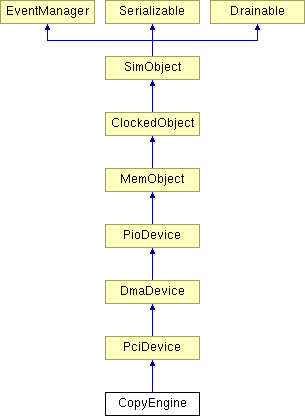 EventManager Serializable Drainable
SimObject
ClockedObject
MemObject
PioDevice
DmaDevice
PciDevice
CopyEngine